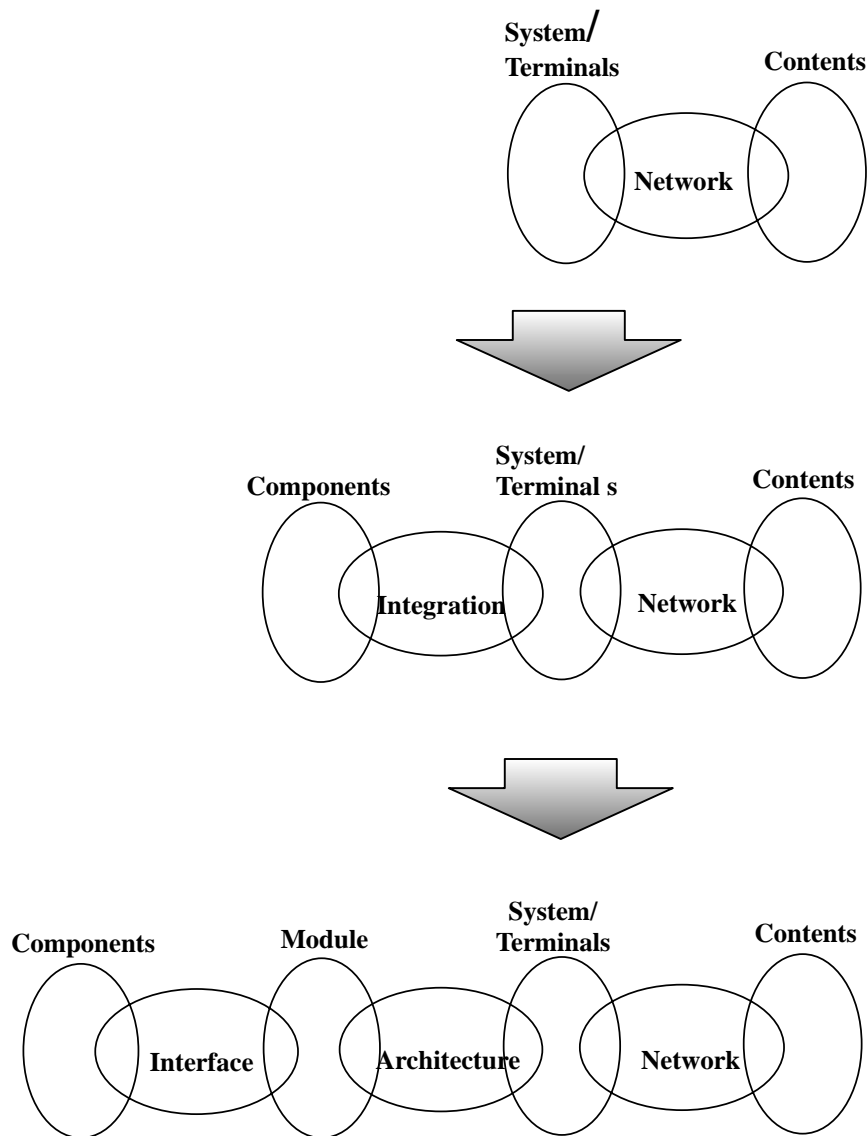 System/
Terminals
Contents
Network
System/
Terminal s
Components
Contents
Integration
Network
System/
Terminals
Components
Module
Contents
Interface
Architecture
Network